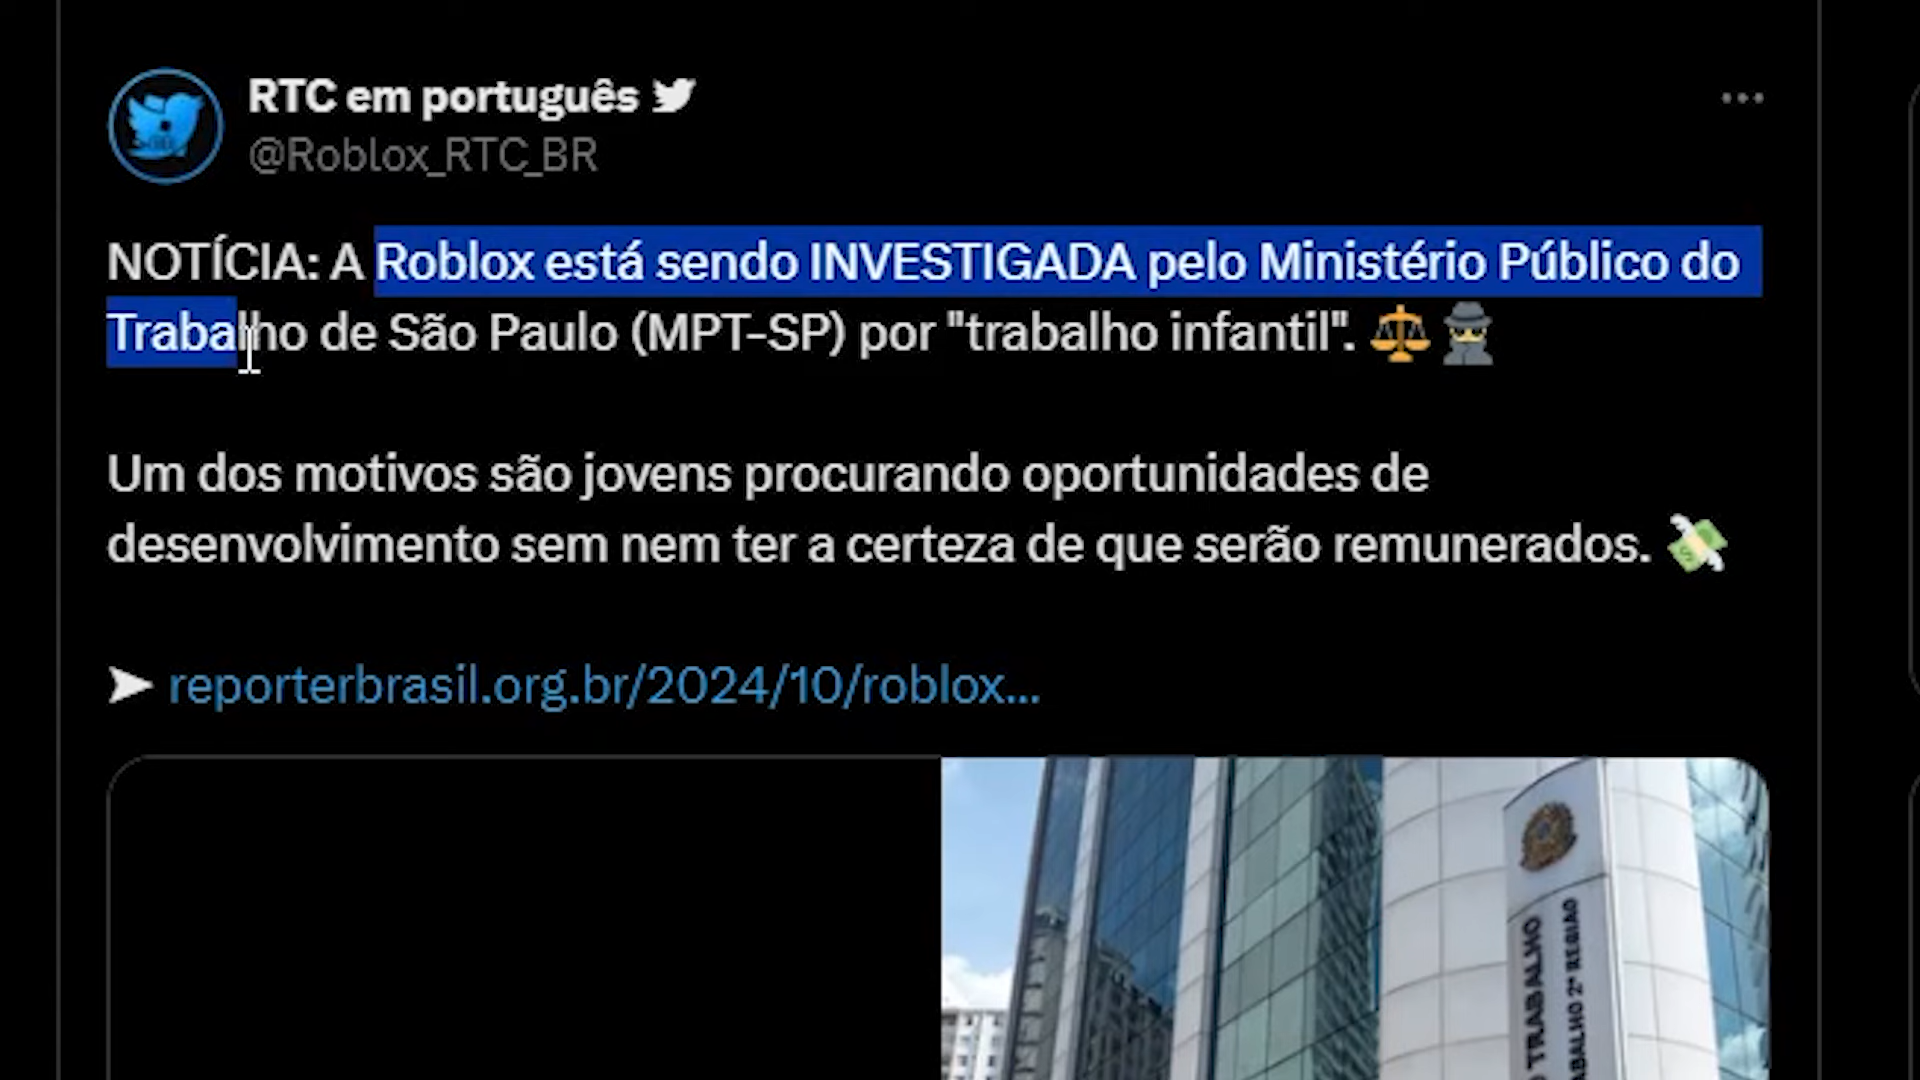 RTC em português
@Roblox_RTC_BR
NOTÍCIA: A Roblox está sendo INVESTIGADA pelo Ministério Público do
Trabalho de São Paulo (MPT-SP) por "trabalho infantil". ⚖️🕵️
Um dos motivos são jovens procurando oportunidades de
desenvolvimento sem nem ter a certeza de que serão remunerados. 💸
➤ reporterbrasil.org.br/2024/10/roblox...
TRABALHO
2ª REGIÃO